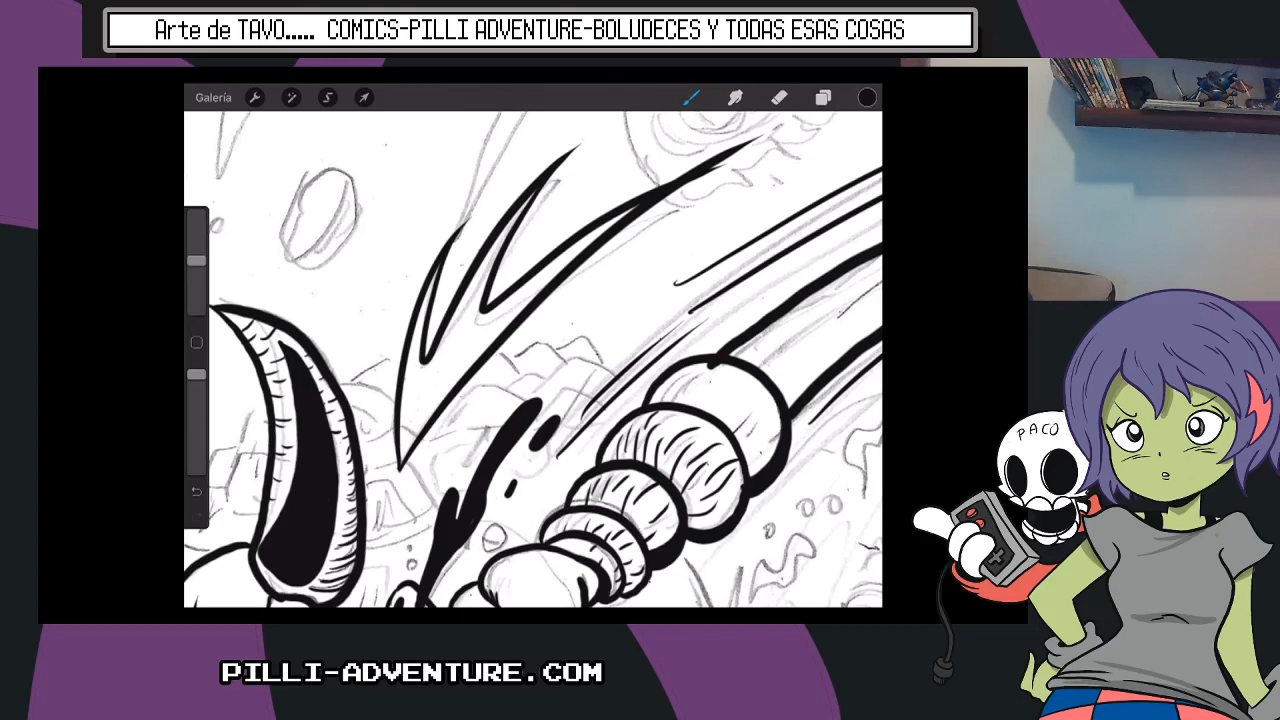 Arte de TAVO..... COMICS-PILLI ADVENTURE-BOLUDECES Y TODAS ESAS COSAS
Galería
PACO
PILLI-ADVENTURE.COM